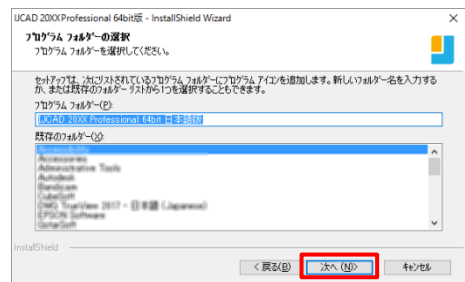 IJCAD 20XX Professional 64bit版 - InstallShield Wizard
プログラム フォルダーの選択
プログラム フォルダーを選択してください。
セットアップは、次にリストされているプログラム フォルダーにプログラム アイコンを追加します。新しいフォルダー名を入力する
か、または既存のフォルダー リストから1つを選択することもできます。
プログラム フォルダー(P):
IJCAD 20XX Professional 64bit 日本語版
既存のフォルダー(X):
Accessibility
Accessories
Administrative Tools
Autodesk
Bandicam
CubeSoft
DWG TrueView 2017 - 日本語 (Japanese)
EPSON Software
GstarSoft
InstallShield
< 戻る(B)
次へ (N)>
キャンセル